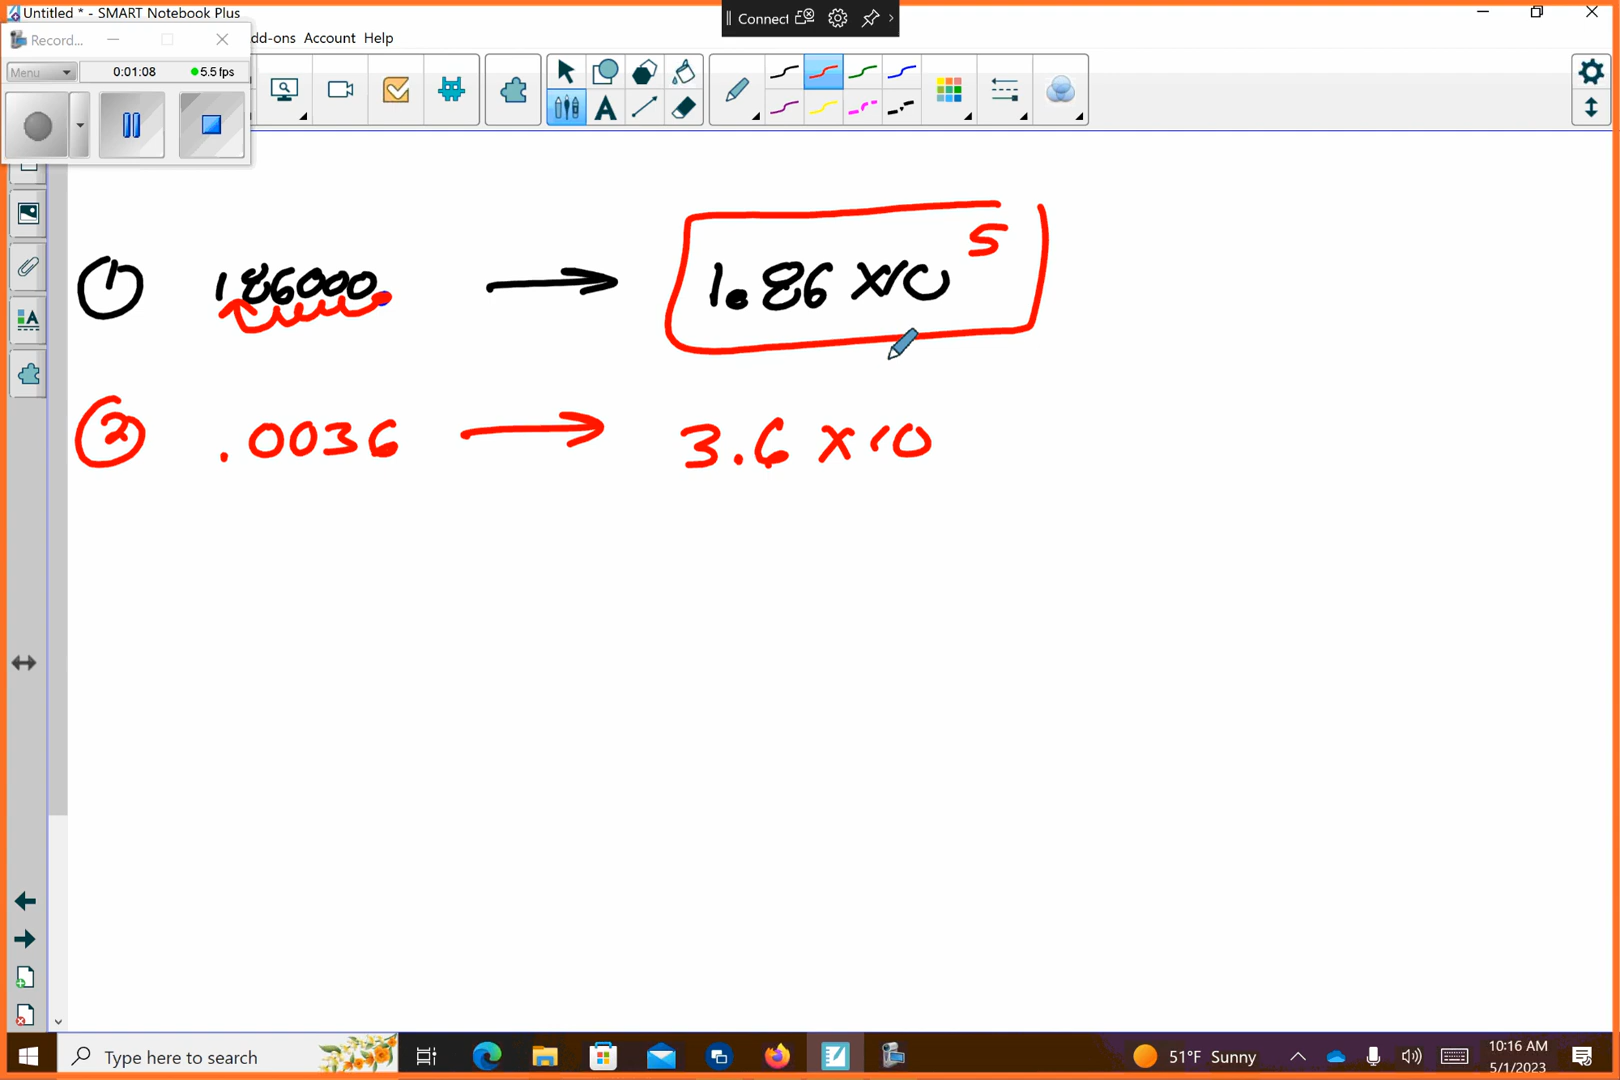 Untitled * - SMART Notebook Plus
Connect
Record...
dd-ons Account Help
Menu 0:01:08 5.5 fps
① 186000. → 1.86 x10⁵
② .0036 → 3.6 x10
Type here to search
51°F Sunny
10:16 AM
5/1/2023